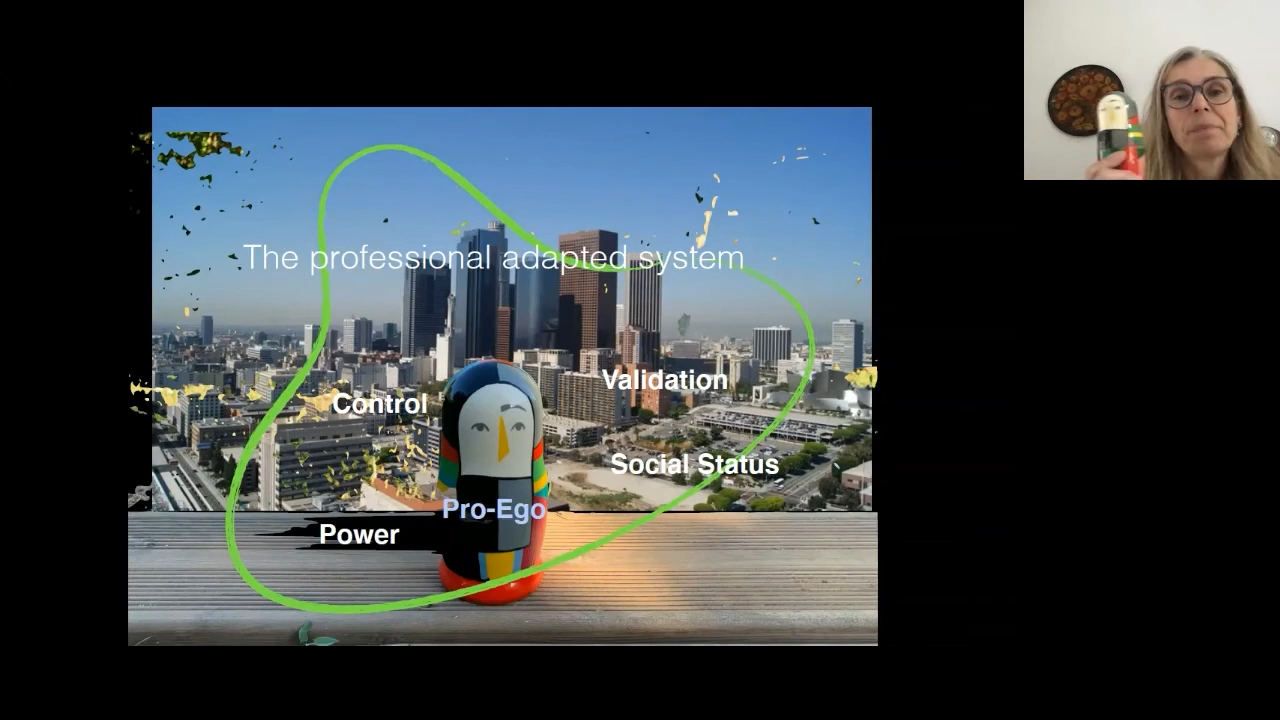 The professional adapted system
Validation
Control
Social Status
Pro-Ego
Power